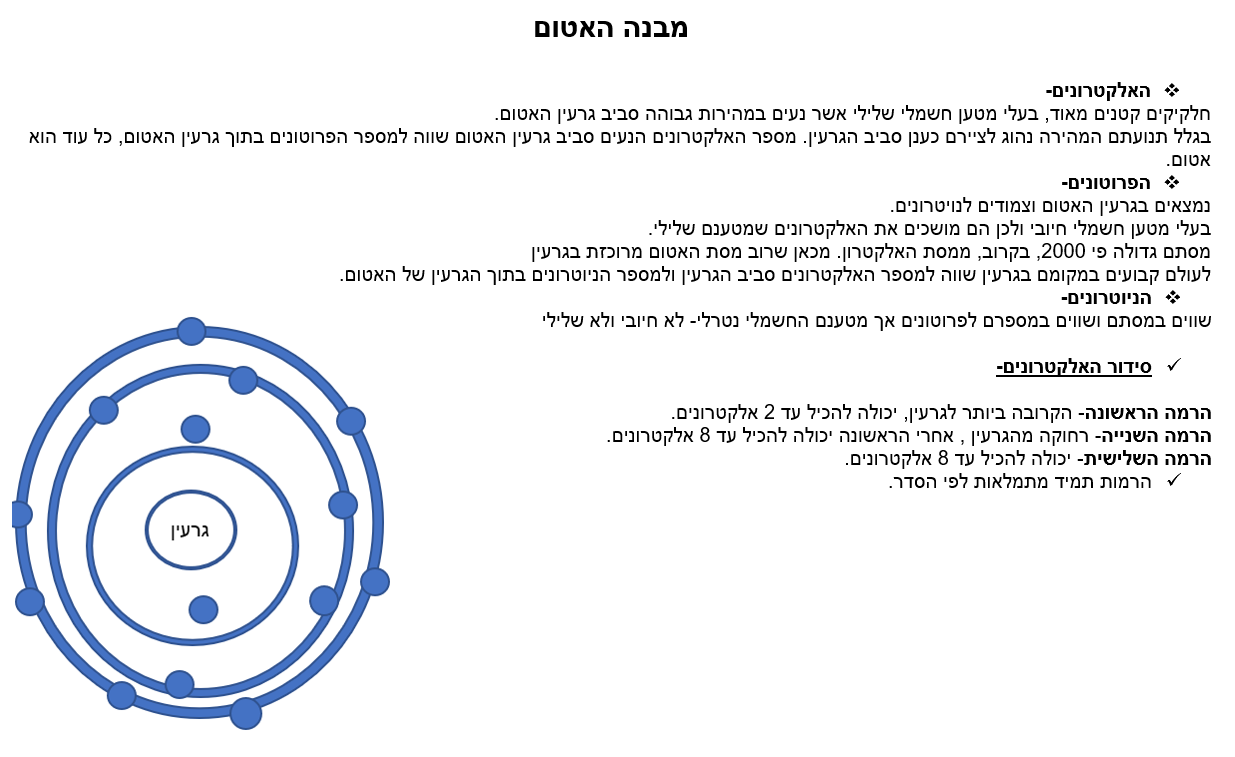 מבנה האטום
❖ האלקטרונים-
חלקיקים קטנים מאוד, בעלי מטען חשמלי שלילי אשר נעים במהירות גבוהה סביב גרעין האטום.
בגלל תנועתם המהירה נהוג לציירם כענן סביב הגרעין. מספר האלקטרונים הנעים סביב גרעין האטום שווה למספר הפרוטונים בתוך גרעין האטום, כל עוד הוא
אטום.
❖ הפרוטונים-
נמצאים בגרעין האטום וצמודים לנויטרונים.
בעלי מטען חשמלי חיובי ולכן הם מושכים את האלקטרונים שמטענם שלילי.
מסתם גדולה פי 2000, בקרוב, ממסת האלקטרון. מכאן שרוב מסת האטום מרוכזת בגרעין
לעולם קבועים במקומם בגרעין שווה למספר האלקטרונים סביב הגרעין ולמספר הניוטרונים בתוך הגרעין של האטום.
❖ הניוטרונים-
שווים במסתם ושווים במספרם לפרוטונים אך מטענם החשמלי נטרלי- לא חיובי ולא שלילי
✓ סידור האלקטרונים-
הרמה הראשונה- הקרובה ביותר לגרעין, יכולה להכיל עד 2 אלקטרונים.
הרמה השנייה- רחוקה מהגרעין , אחרי הראשונה יכולה להכיל עד 8 אלקטרונים.
הרמה השלישית- יכולה להכיל עד 8 אלקטרונים.
✓ הרמות תמיד מתמלאות לפי הסדר.
גרעין